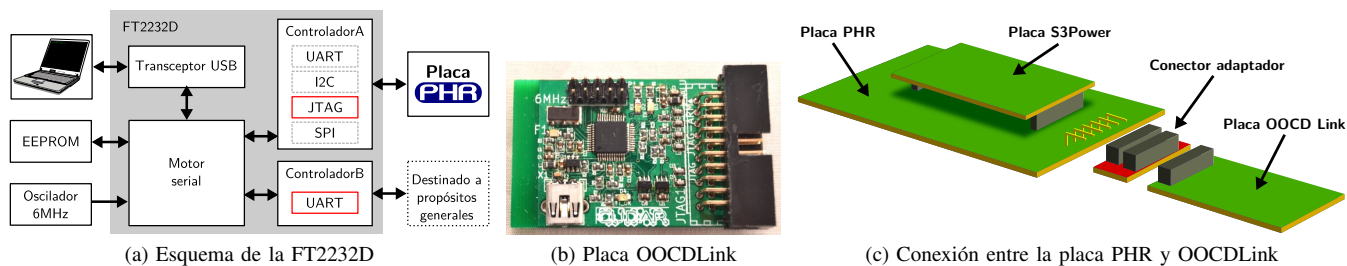 FT2232D
Transceptor USB
EEPROM
Oscilador
6MHz
Motor
serial
ControladorA
UART
I2C
JTAG
SPI
ControladorB
UART
Placa
PHR
Destinado a
propósitos
generales
(a) Esquema de la FT2232D
6MHz
F1
JTAG
(b) Placa OOCDLink
Placa PHR
Placa S3Power
Conector adaptador
Placa OOCD Link
(c) Conexión entre la placa PHR y OOCDLink